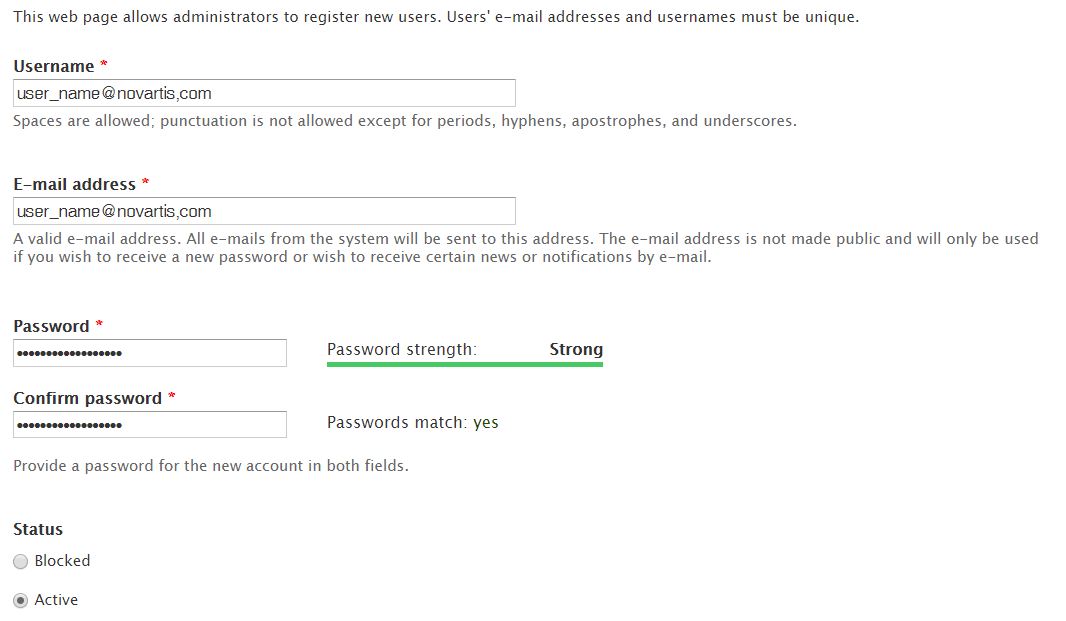 This web page allows administrators to register new users. Users' e-mail addresses and usernames must be unique.
Username *
user_name@novartis,com
Spaces are allowed; punctuation is not allowed except for periods, hyphens, apostrophes, and underscores.
E-mail address *
user_name@novartis,com
A valid e-mail address. All e-mails from the system will be sent to this address. The e-mail address is not made public and will only be used
if you wish to receive a new password or wish to receive certain news or notifications by e-mail.
Password *
••••••••••••••••••
Password strength: Strong
Confirm password *
••••••••••••••••••
Passwords match: yes
Provide a password for the new account in both fields.
Status
Blocked
Active